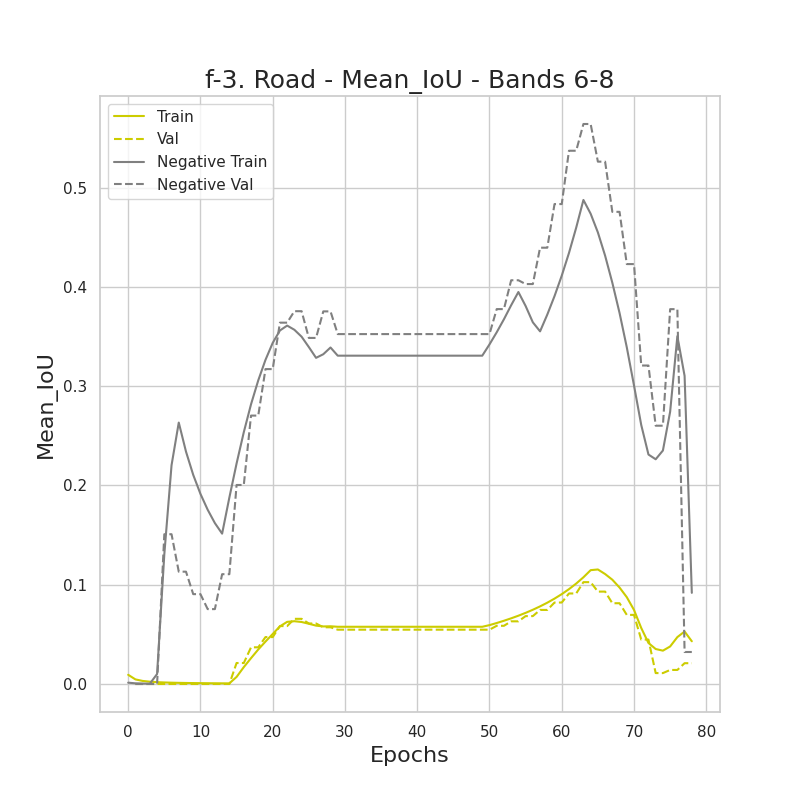 f-3. Road - Mean_IoU - Bands 6-8
Train
Val
Negative Train
Negative Val
Mean_IoU
0.5
0.4
0.3
0.2
0.1
0.0
0 10 20 30 40 50 60 70 80
Epochs